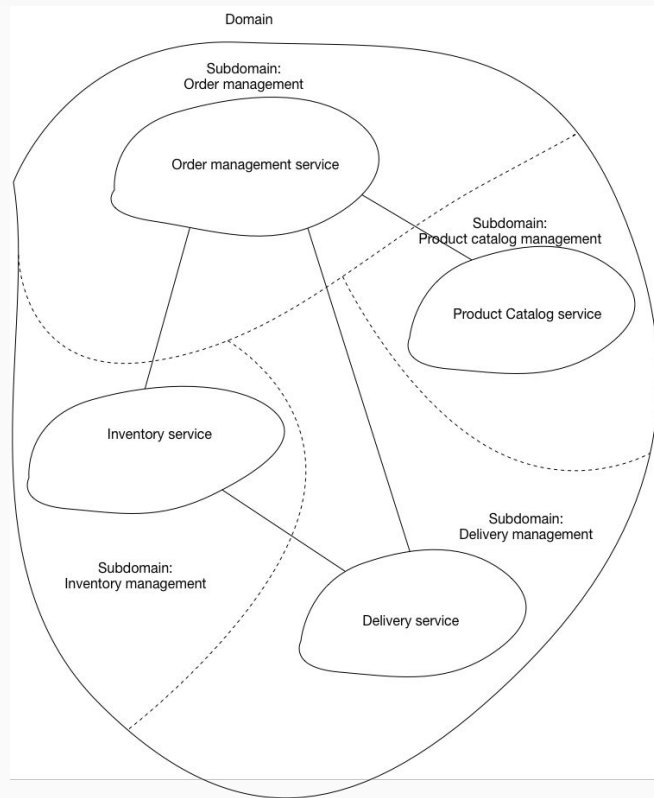 Domain
Subdomain:
Order management
Order management service
Subdomain:
Product catalog management
Product Catalog service
Inventory service
Subdomain:
Delivery management
Subdomain:
Inventory management
Delivery service